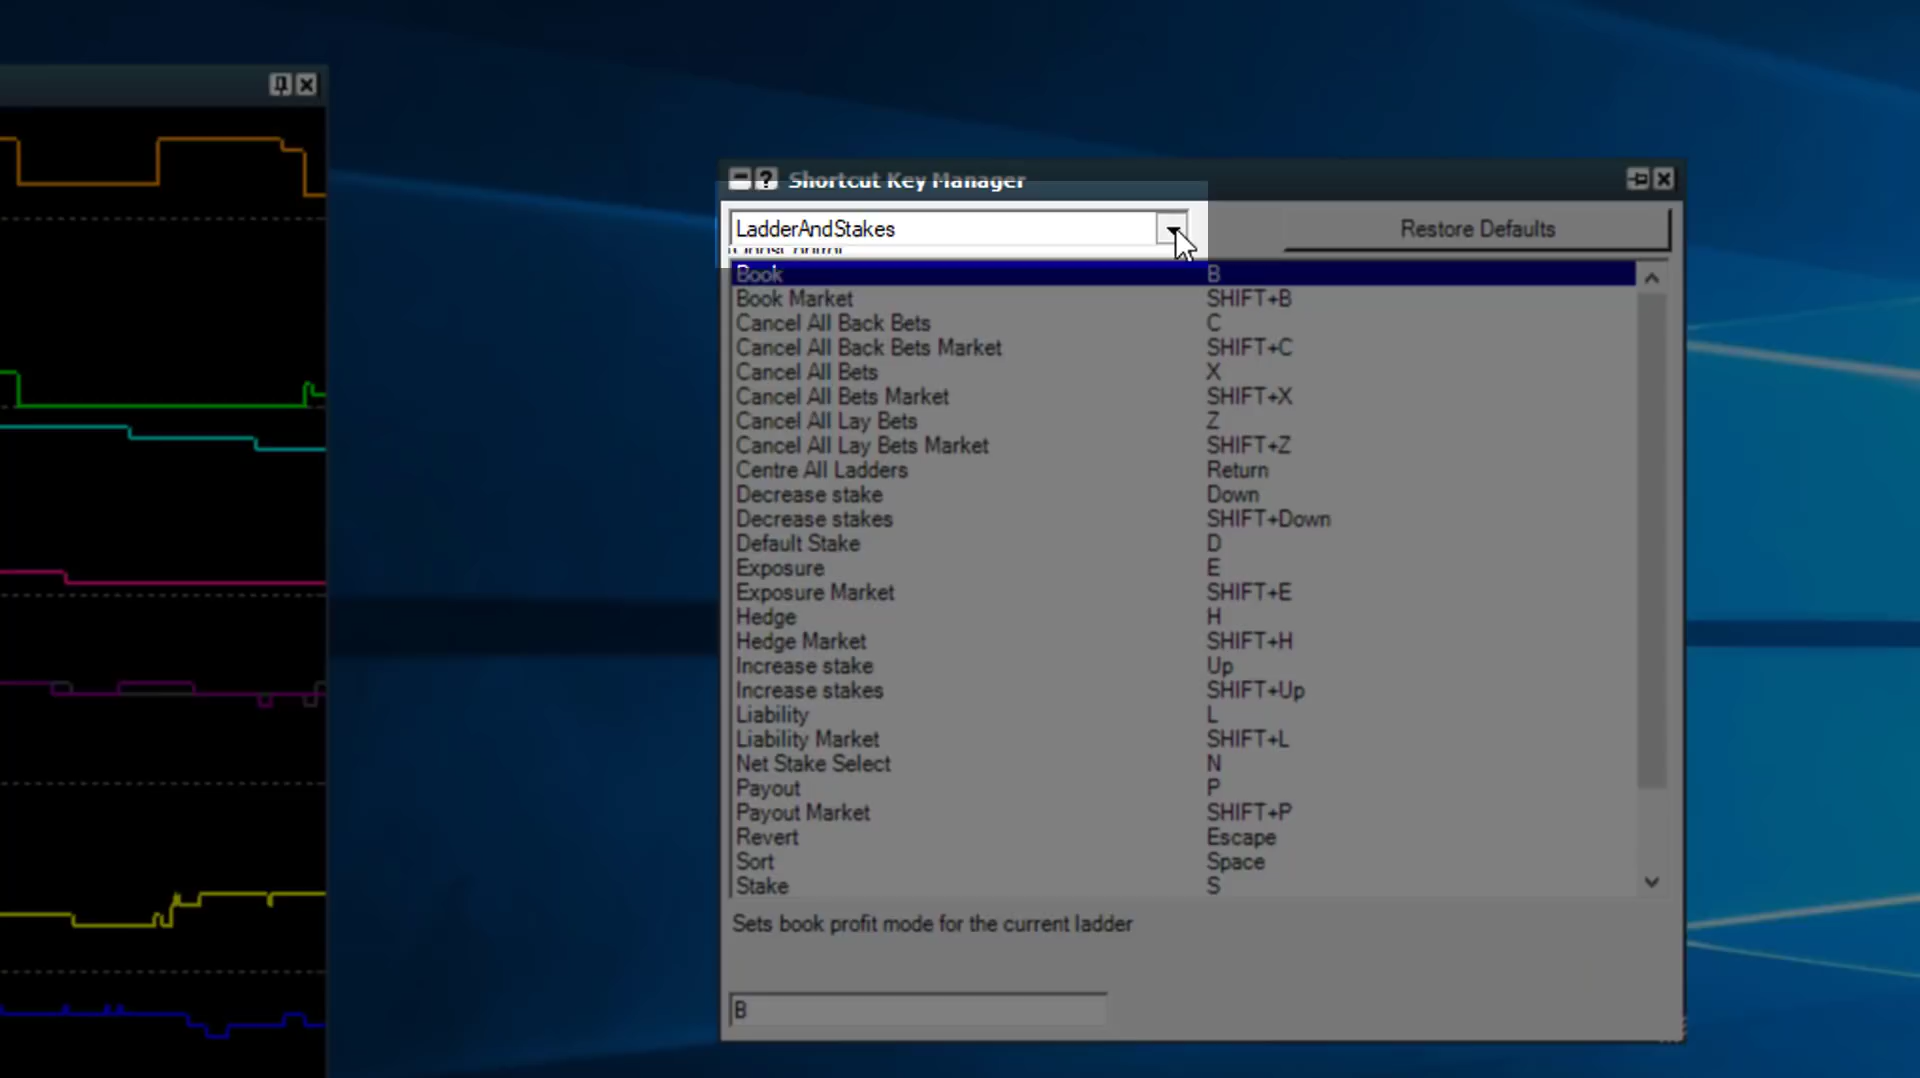 Shortcut Key Manager
LadderAndStakes
Restore Defaults
Book B
Book Market SHIFT+B
Cancel All Back Bets C
Cancel All Back Bets Market SHIFT+C
Cancel All Bets X
Cancel All Bets Market SHIFT+X
Cancel All Lay Bets Z
Cancel All Lay Bets Market SHIFT+Z
Centre All Ladders Return
Decrease stake Down
Decrease stakes SHIFT+Down
Default Stake D
Exposure E
Exposure Market SHIFT+E
Hedge H
Hedge Market SHIFT+H
Increase stake Up
Increase stakes SHIFT+Up
Liability L
Liability Market SHIFT+L
Net Stake Select N
Payout P
Payout Market SHIFT+P
Revert Escape
Sort Space
Stake S
Sets book profit mode for the current ladder
B